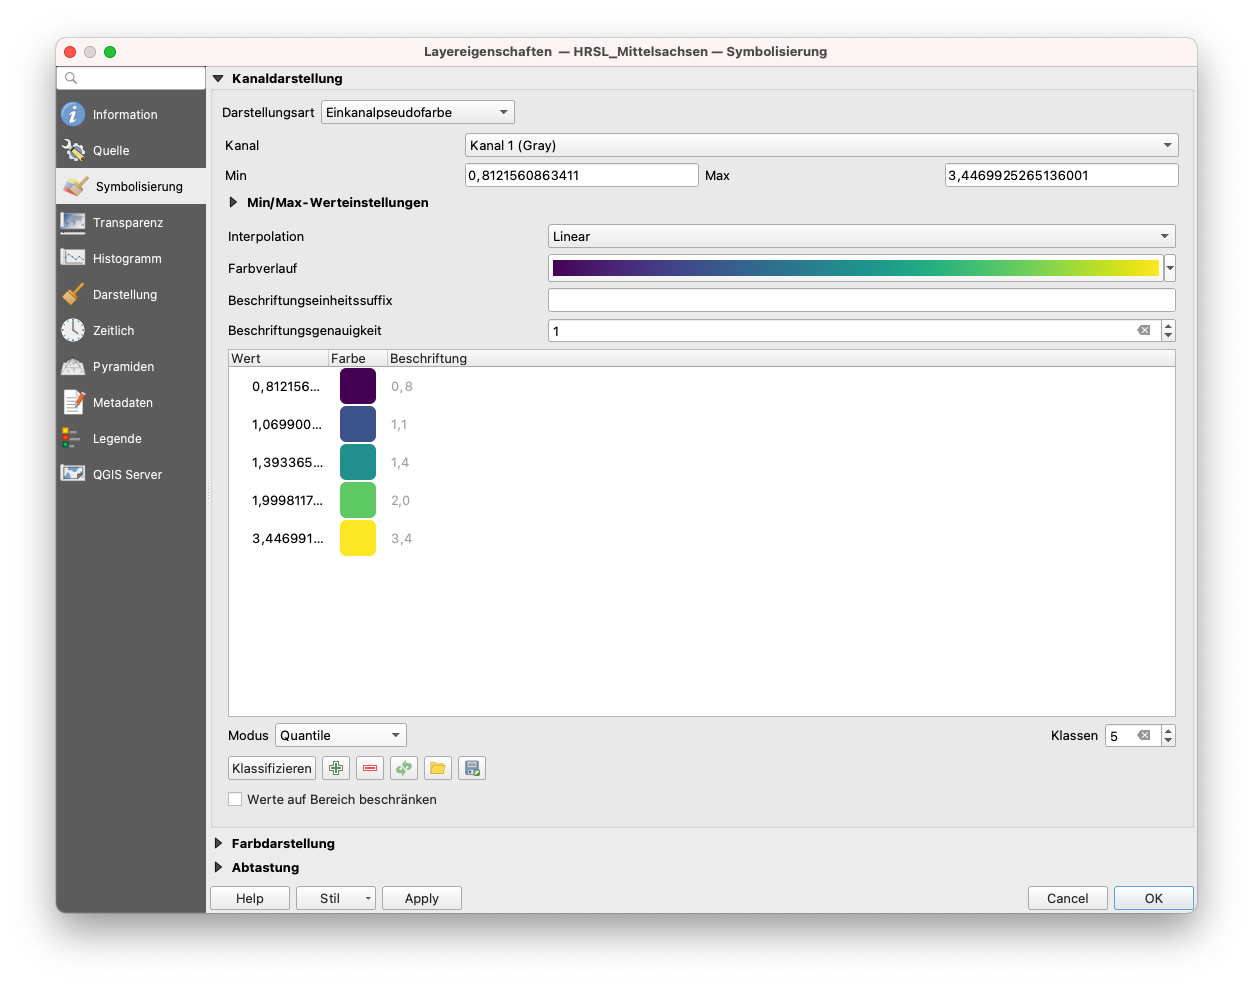 Layereigenschaften — HRSL_Mittelsachsen — Symbolisierung
Information
Quelle
Symbolisierung
Transparenz
Histogramm
Darstellung
Zeitlich
Pyramiden
Metadaten
Legende
QGIS Server
Kanaldarstellung
Darstellungsart Einkanalpseudofarbe
Kanal Kanal 1 (Gray)
Min 0,8121560863411 Max 3,4469925265136001
Min/Max-Werteinstellungen
Interpolation Linear
Farbverlauf
Beschriftungseinheitssuffix
Beschriftungsgenauigkeit 1
Wert Farbe Beschriftung
0,812156... 0,8
1,069900... 1,1
1,393365... 1,4
1,9998117... 2,0
3,446991... 3,4
Modus Quantile Klassen 5
Klassifizieren
Werte auf Bereich beschränken
Farbdarstellung
Abtastung
Help Stil Apply Cancel OK